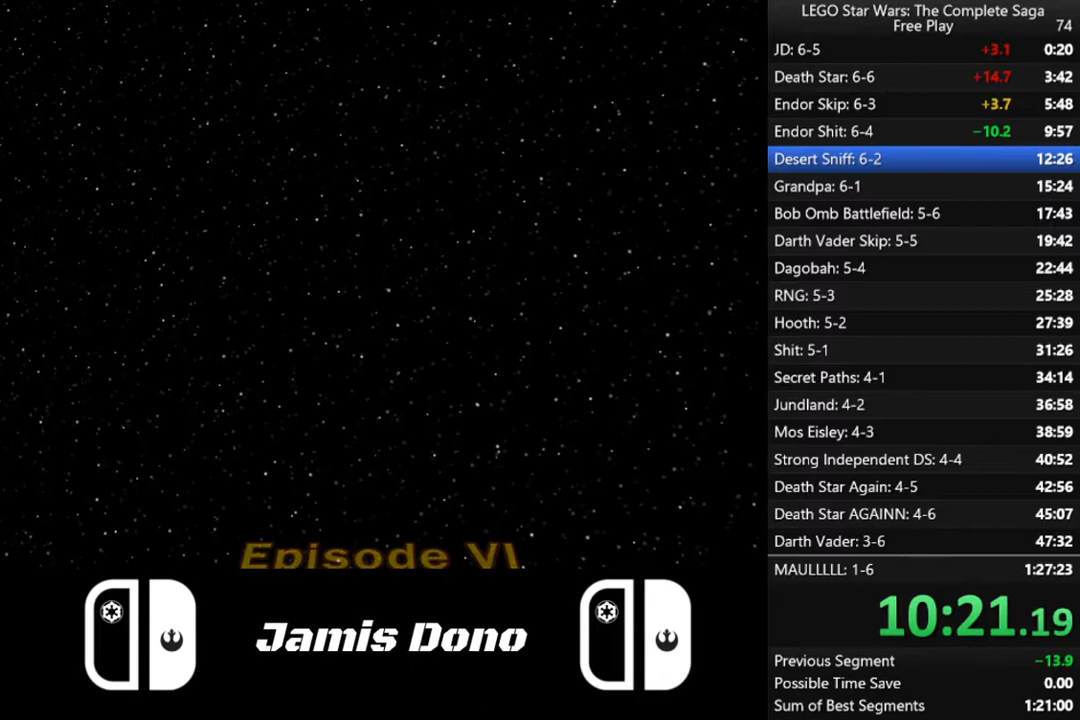 LEGO Star Wars: The Complete Saga
Free Play 74
JD: 6-5 +3.1 0:20
Death Star: 6-6 +14.7 3:42
Endor Skip: 6-3 +3.7 5:48
Endor Shit: 6-4 −10.2 9:57
Desert Sniff: 6-2 12:26
Grandpa: 6-1 15:24
Bob Omb Battlefield: 5-6 17:43
Darth Vader Skip: 5-5 19:42
Dagobah: 5-4 22:44
RNG: 5-3 25:28
Hooth: 5-2 27:39
Shit: 5-1 31:26
Secret Paths: 4-1 34:14
Jundland: 4-2 36:58
Mos Eisley: 4-3 38:59
Strong Independent DS: 4-4 40:52
Death Star Again: 4-5 42:56
Death Star AGAINN: 4-6 45:07
Darth Vader: 3-6 47:32
MAULLLLL: 1-6 1:27:23
10:21.19
Previous Segment −13.9
Possible Time Save 0.00
Sum of Best Segments 1:21:00
Episode VI
Jamis Dono